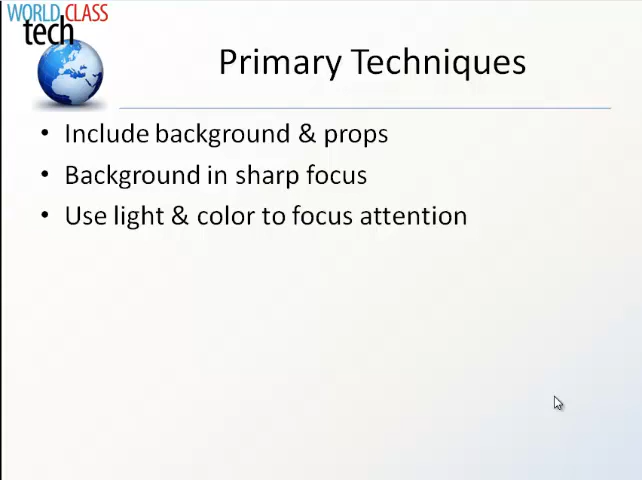 WORLD CLASS
tech
Primary Techniques
• Include background & props
• Background in sharp focus
• Use light & color to focus attention